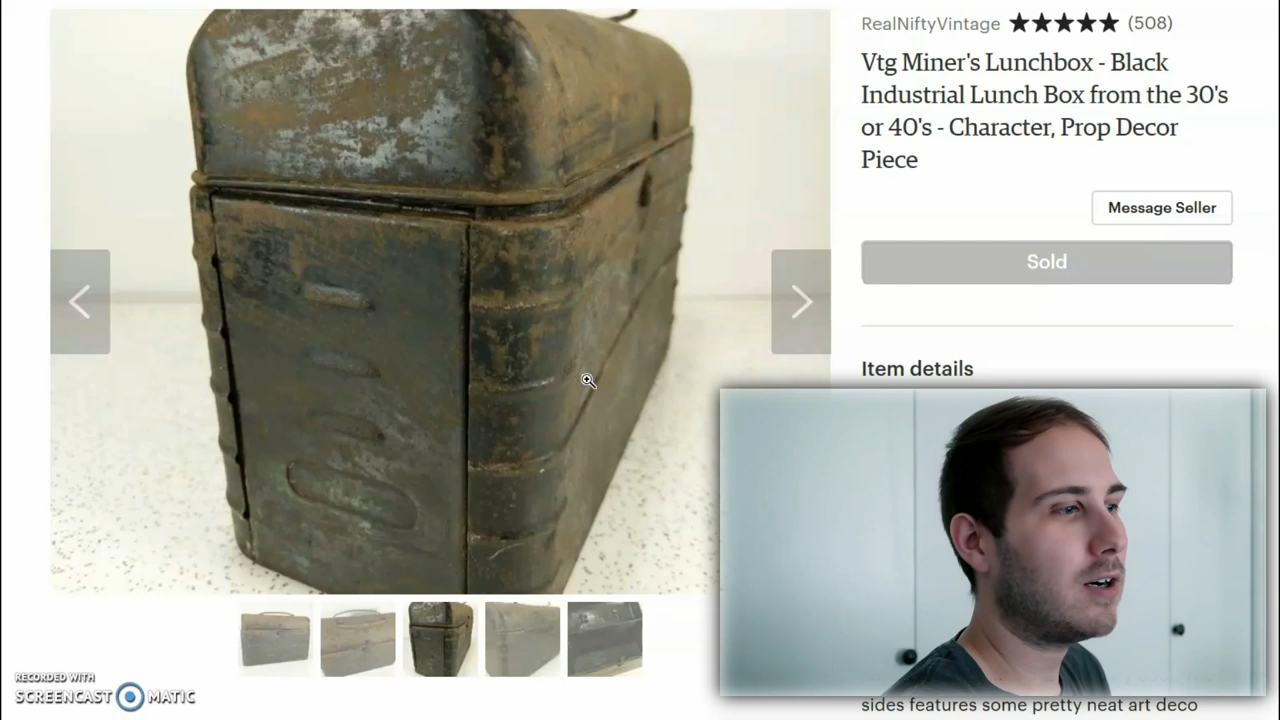 RealNiftyVintage ★★★★★ (508)
Vtg Miner's Lunchbox - Black
Industrial Lunch Box from the 30's
or 40's - Character, Prop Decor
Piece
Message Seller
Sold
Item details
sides features some pretty neat art deco
RECORDED WITH
SCREENCAST MATIC